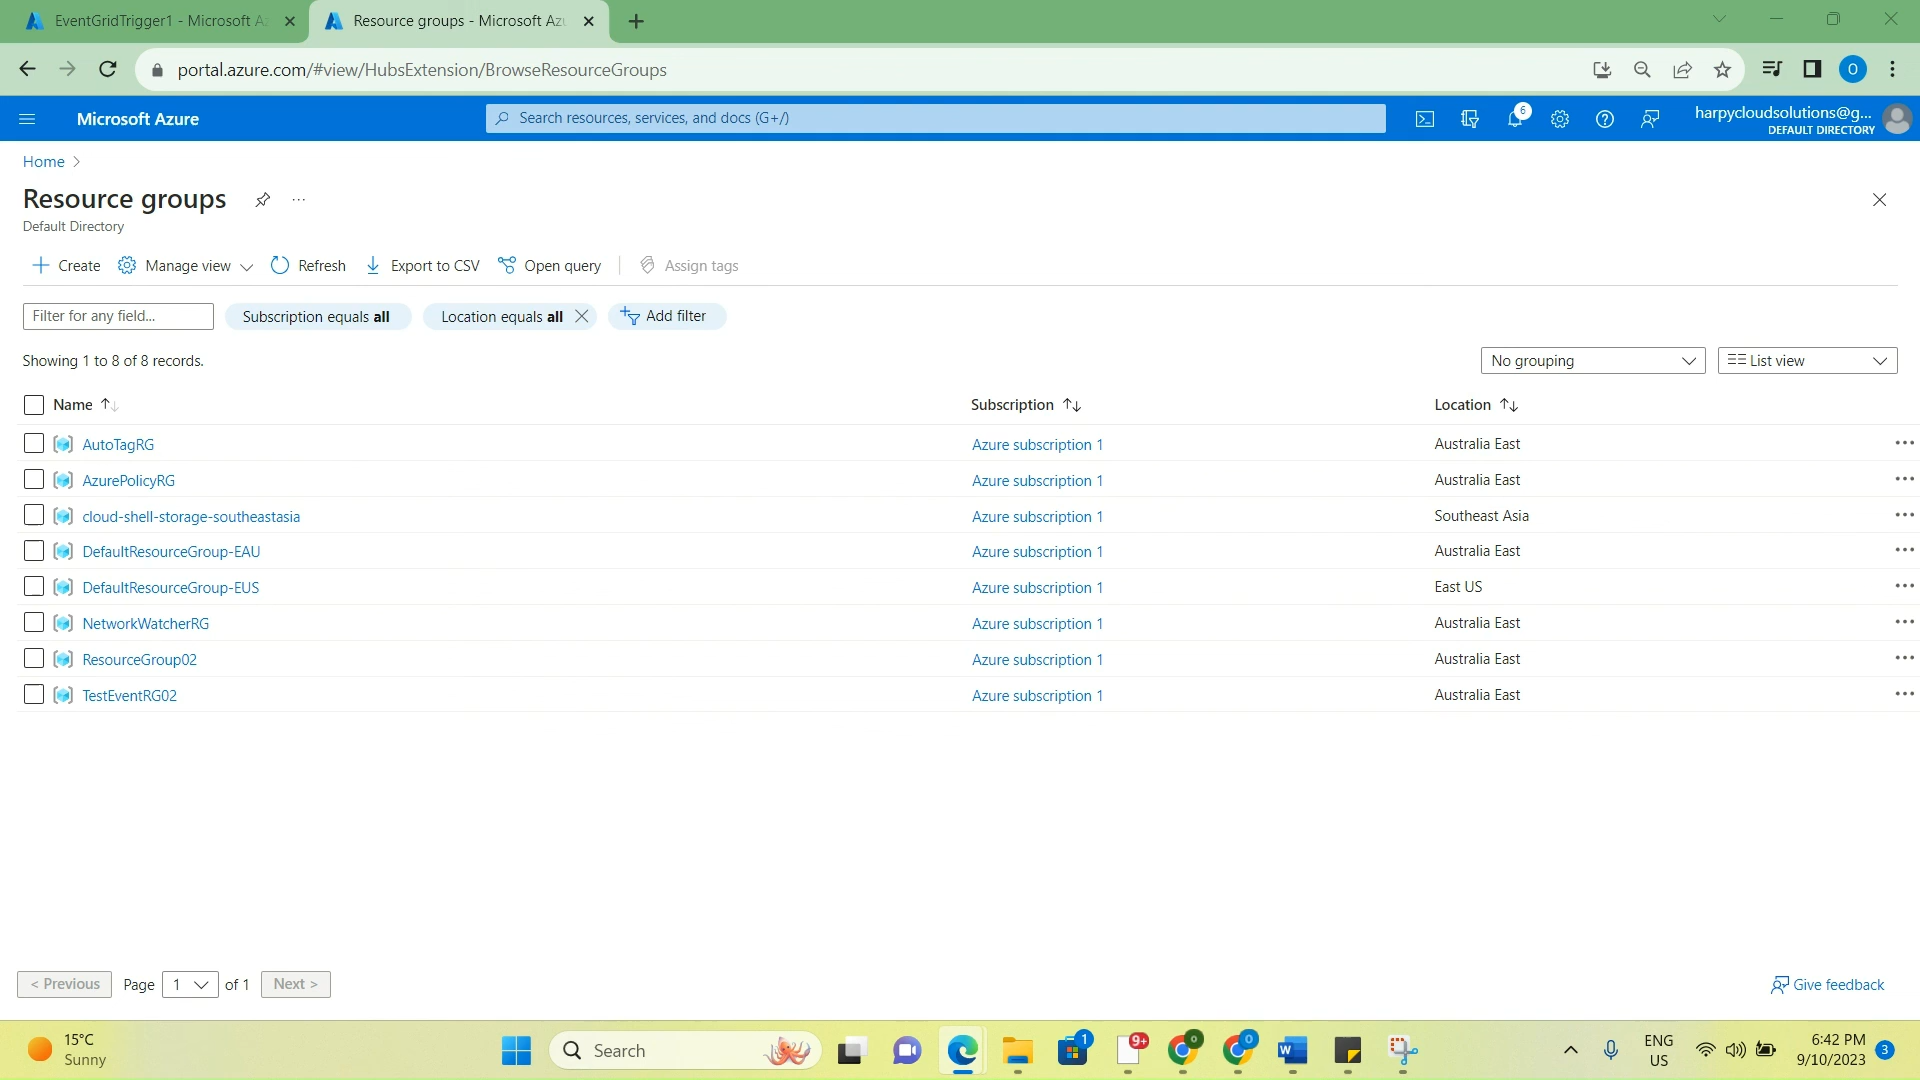 EventGridTrigger1 - Microsoft Az
Resource groups - Microsoft Azu
portal.azure.com/#view/HubsExtension/BrowseResourceGroups
O
Microsoft Azure
Search resources, services, and docs (G+/)
6
harpycloudsolutions@g...
DEFAULT DIRECTORY
Home >
Resource groups
Default Directory
Create
Manage view
Refresh
Export to CSV
Open query
Assign tags
Filter for any field...
Subscription equals all
Location equals all
Add filter
Showing 1 to 8 of 8 records.
No grouping
List view
Name ↑↓ Subscription ↑↓ Location ↑↓
AutoTagRG Azure subscription 1 Australia East
AzurePolicyRG Azure subscription 1 Australia East
cloud-shell-storage-southeastasia Azure subscription 1 Southeast Asia
DefaultResourceGroup-EAU Azure subscription 1 Australia East
DefaultResourceGroup-EUS Azure subscription 1 East US
NetworkWatcherRG Azure subscription 1 Australia East
ResourceGroup02 Azure subscription 1 Australia East
TestEventRG02 Azure subscription 1 Australia East
< Previous Page 1 of 1 Next >
Give feedback
15°C
Sunny
Search
1
9+
O
O
W
ENG
US
6:42 PM
9/10/2023
3